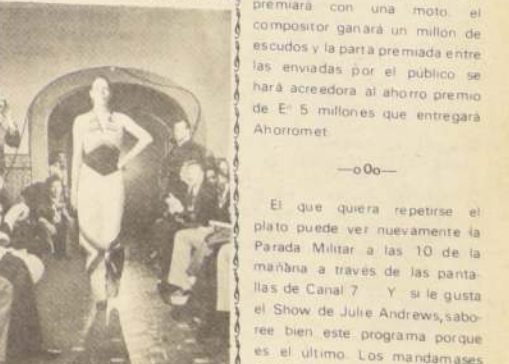 premiará con una moto. el
compositor ganará un millón de
escudos y la parta premiada entre
las enviadas por el público se
hará acreedora al ahorro premio
de Eº 5 millones que entregará
Ahorromet.
—oOo—
El que quiera repetirse el
plato puede ver nuevamente la
Parada Militar a las 10 de la
mañana a través de las panta-
llas de Canal 7 Y si le gusta
el Show de Julie Andrews, sabo-
ree bien este programa porque
es el último. Los mandamases